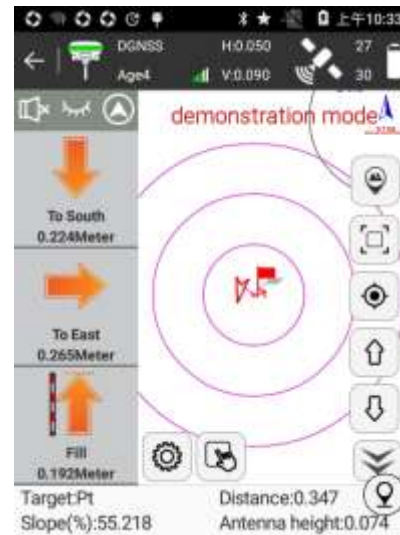 上午10:33
DGNSS H:0.050 27
Age4 V:0.090 30
demonstration mode
To South
0.224Meter
To East
0.265Meter
Fill
0.192Meter
Target:Pt Distance:0.347
Slope(%):55.218 Antenna height:0.074